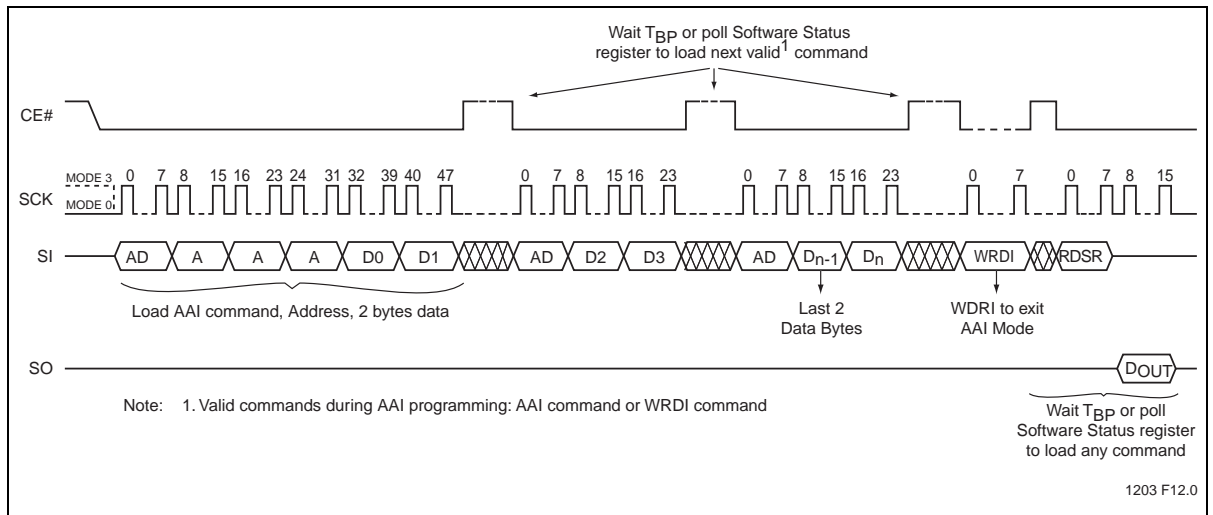 Wait TBP or poll Software Status
register to load next valid1 command
CE#
MODE 3 0 7 8 15 16 23 24 31 32 39 40 47 0 7 8 15 16 23 0 7 8 15 16 23 0 7 0 7 8 15
SCK
MODE 0
SI AD A A A D0 D1 AD D2 D3 AD Dn-1 Dn WRDI RDSR
Load AAI command, Address, 2 bytes data
Last 2
Data Bytes
WDRI to exit
AAI Mode
SO DOUT
Note: 1. Valid commands during AAI programming: AAI command or WRDI command
Wait TBP or poll
Software Status register
to load any command
1203 F12.0